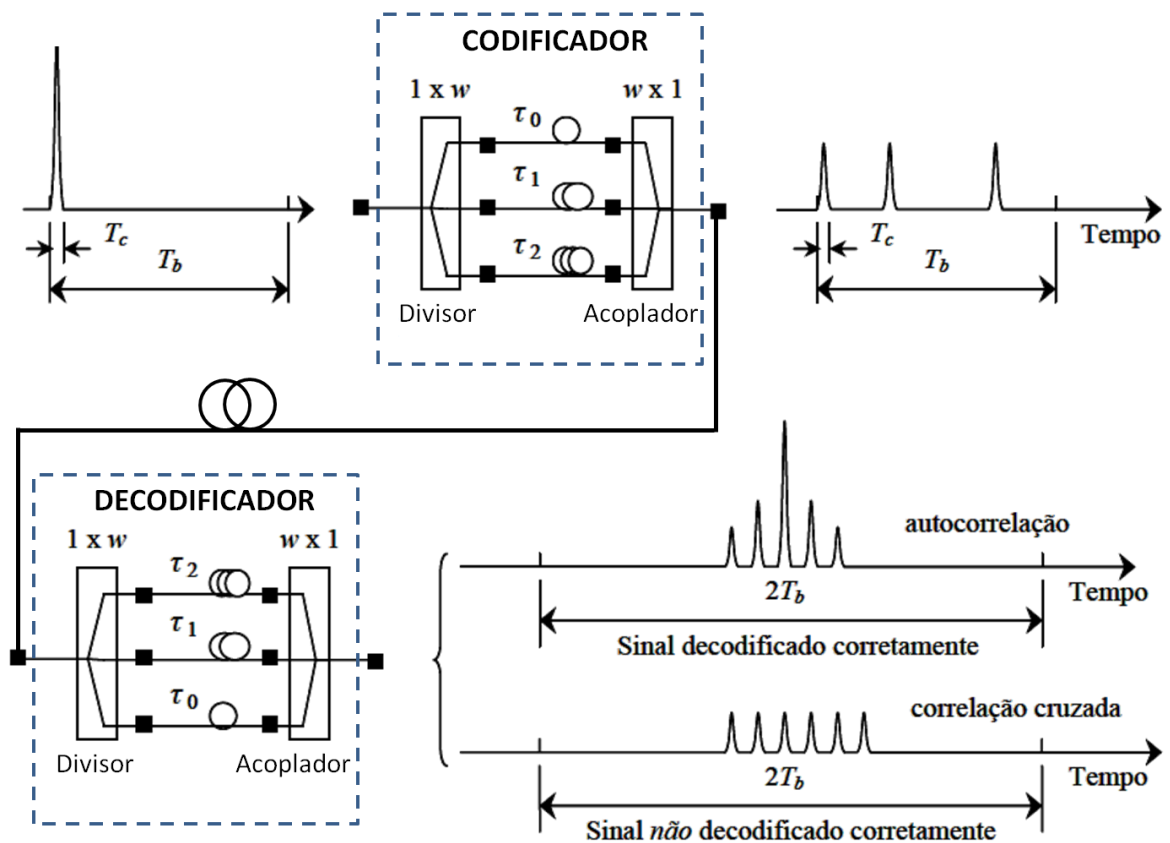 CODIFICADOR
1 x w
w x 1
τ0
τ1
τ2
Divisor
Acoplador
Tc
Tb
Tc
Tb
Tempo
DECODIFICADOR
1 x w
w x 1
τ2
τ1
τ0
Divisor
Acoplador
autocorrelação
2Tb
Tempo
Sinal decodificado corretamente
correlação cruzada
2Tb
Tempo
Sinal não decodificado corretamente